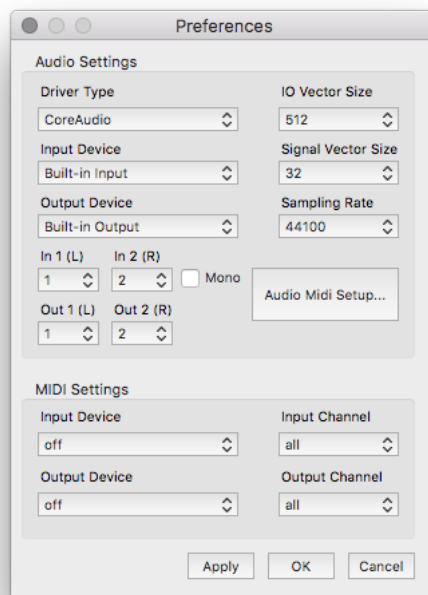 Preferences
Audio Settings
Driver Type
IO Vector Size
CoreAudio
512
Input Device
Signal Vector Size
Built-in Input
32
Output Device
Sampling Rate
Built-in Output
44100
In 1 (L)
In 2 (R)
1
2
Mono
Audio Midi Setup...
Out 1 (L)
Out 2 (R)
1
2
MIDI Settings
Input Device
Input Channel
off
all
Output Device
Output Channel
off
all
Apply
OK
Cancel